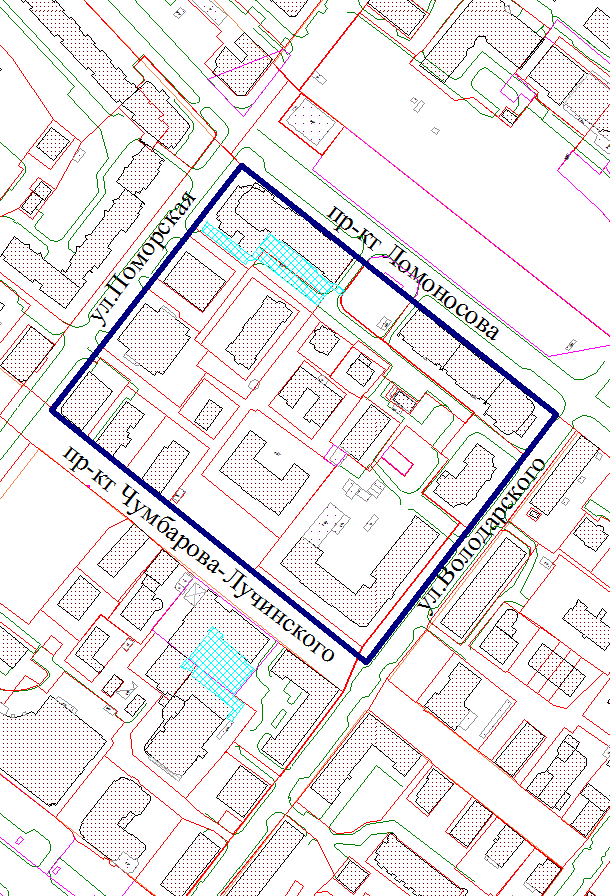 ул.Поморская
пр-кт Ломоносова
пр-кт Чумбарова-Лучинского
ул.Володарского